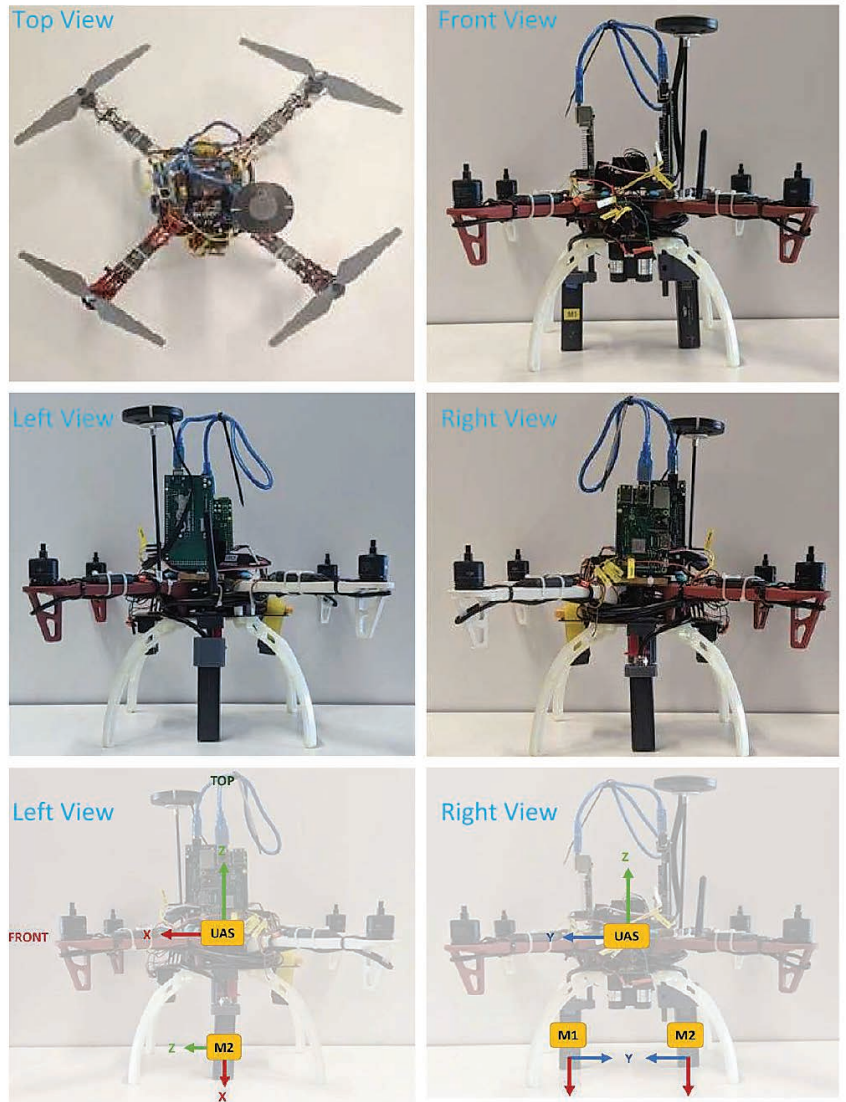 Top View
Front View
M1
Left View
Right View
Left View
TOP
Z
FRONT
X
UAS
Z
M2
X
Right View
Z
Y
UAS
M1
M2
Y